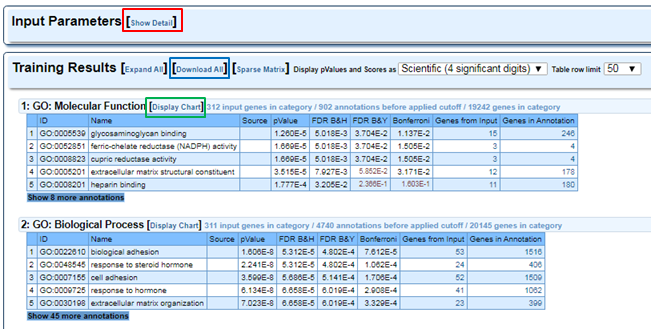 Input Parameters [Show Detail]
Training Results [Expand All] [Download All] [Sparse Matrix] Display pValues and Scores as Scientific (4 significant digits) ▼ Table row limit 50 ▼
1: GO: Molecular Function [Display Chart] 312 input genes in category / 902 annotations before applied cutoff / 19242 genes in category
ID Name Source pValue FDR B&H FDR B&Y Bonferroni Genes from Input Genes in Annotation
1 GO:0005539 glycosaminoglycan binding 1.260E-5 5.018E-3 3.704E-2 1.137E-2 15 246
2 GO:0052851 ferric-chelate reductase (NADPH) activity 1.669E-5 5.018E-3 3.704E-2 1.505E-2 3 4
3 GO:0008823 cupric reductase activity 1.669E-5 5.018E-3 3.704E-2 1.505E-2 3 4
4 GO:0005201 extracellular matrix structural constituent 3.515E-5 7.927E-3 5.852E-2 3.171E-2 12 178
5 GO:0008201 heparin binding 1.777E-4 3.205E-2 2.366E-1 1.603E-1 11 180
Show 8 more annotations
2: GO: Biological Process [Display Chart] 311 input genes in category / 4740 annotations before applied cutoff / 20145 genes in category
ID Name Source pValue FDR B&H FDR B&Y Bonferroni Genes from Input Genes in Annotation
1 GO:0022610 biological adhesion 1.606E-8 5.312E-5 4.802E-4 7.612E-5 53 1516
2 GO:0048545 response to steroid hormone 2.241E-8 5.312E-5 4.802E-4 1.062E-4 24 406
3 GO:0007155 cell adhesion 3.599E-8 5.686E-5 5.141E-4 1.706E-4 52 1509
4 GO:0009725 response to hormone 6.134E-8 6.658E-5 6.019E-4 2.908E-4 41 1062
5 GO:0030198 extracellular matrix organization 7.023E-8 6.658E-5 6.019E-4 3.329E-4 23 399
Show 45 more annotations